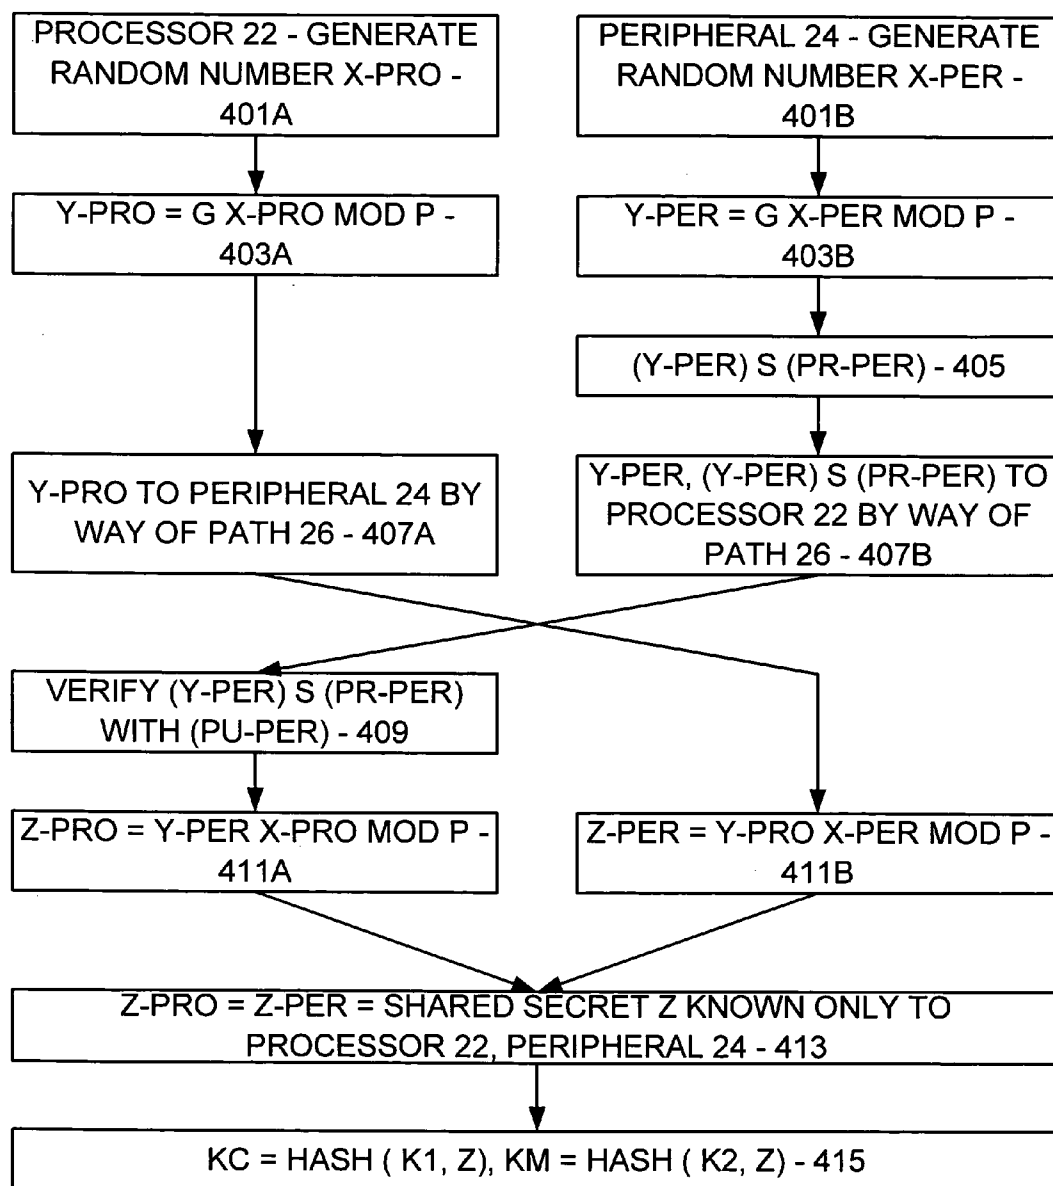 PROCESSOR 22 - GENERATE
RANDOM NUMBER X-PRO -
401A
PERIPHERAL 24 - GENERATE
RANDOM NUMBER X-PER -
401B
Y-PRO = G X-PRO MOD P -
403A
Y-PER = G X-PER MOD P -
403B
(Y-PER) S (PR-PER) - 405
Y-PRO TO PERIPHERAL 24 BY
WAY OF PATH 26 - 407A
Y-PER, (Y-PER) S (PR-PER) TO
PROCESSOR 22 BY WAY OF
PATH 26 - 407B
VERIFY (Y-PER) S (PR-PER)
WITH (PU-PER) - 409
Z-PRO = Y-PER X-PRO MOD P -
411A
Z-PER = Y-PRO X-PER MOD P -
411B
Z-PRO = Z-PER = SHARED SECRET Z KNOWN ONLY TO
PROCESSOR 22, PERIPHERAL 24 - 413
KC = HASH ( K1, Z), KM = HASH ( K2, Z) - 415